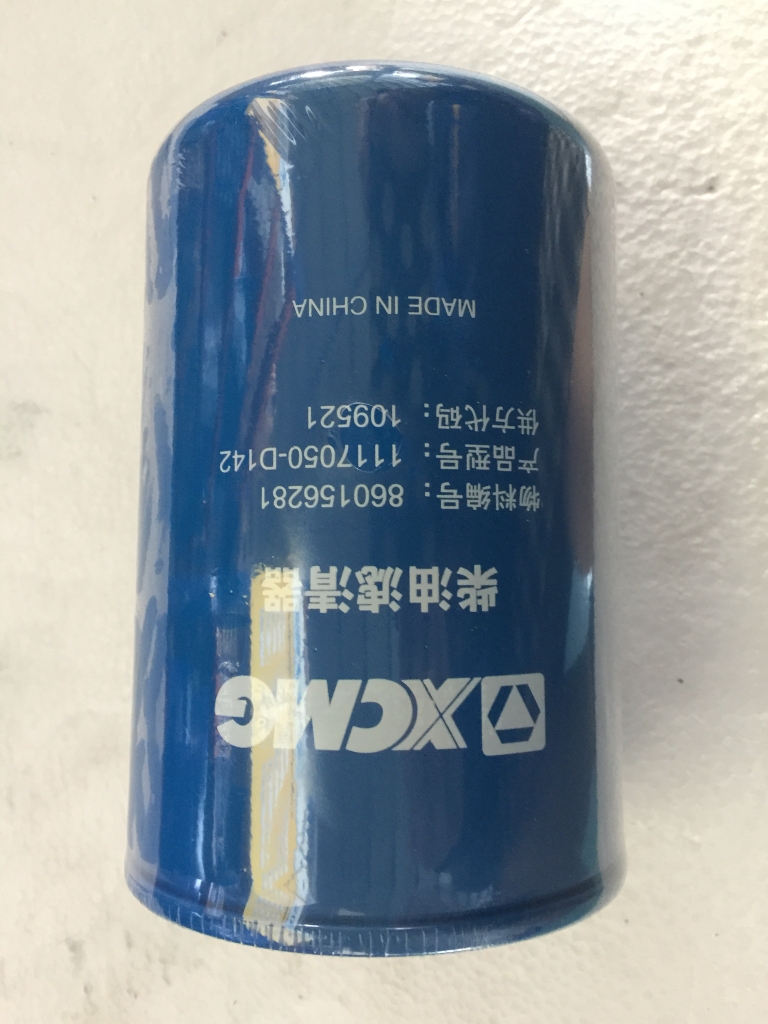 XCMG
柴油滤清器
物料编号: 860156281
产品型号: 1117050-D142
供方代码: 109521
MADE IN CHINA